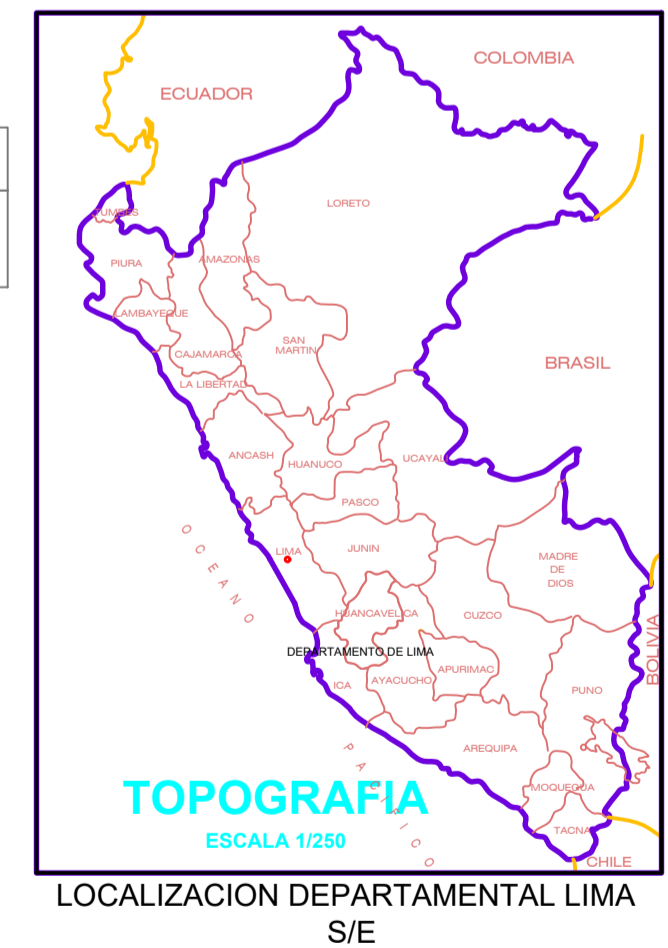 COLOMBIA
ECUADOR
LORETO
TUMBES
AMAZONAS
PIURA
LAMBAYEQUE
SAN
MARTIN
CAJAMARCA
BRASIL
LA LIBERTAD
ANCASH
HUANUCO
UCAYALI
PASCO
LIMA
JUNIN
MADRE
DE
DIOS
OCEANO
HUANCAVELICA
CUZCO
BOLIVIA
DEPARTAMENTO DE LIMA
APURIMAC
ICA
AYACUCHO
PUNO
AREQUIPA
PACIFICO
MOQUEGUA
TOPOGRAFIA
TACNA
ESCALA 1/250
CHILE
LOCALIZACION DEPARTAMENTAL LIMA
S/E